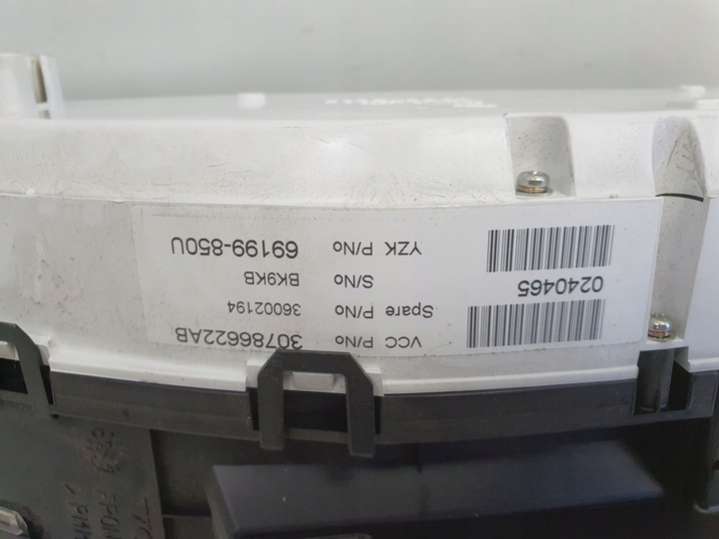 VCC P/No 30786622AB
Spare P/No 36002194
S/No BK9KB
YZK P/No 69199-850U
0240465